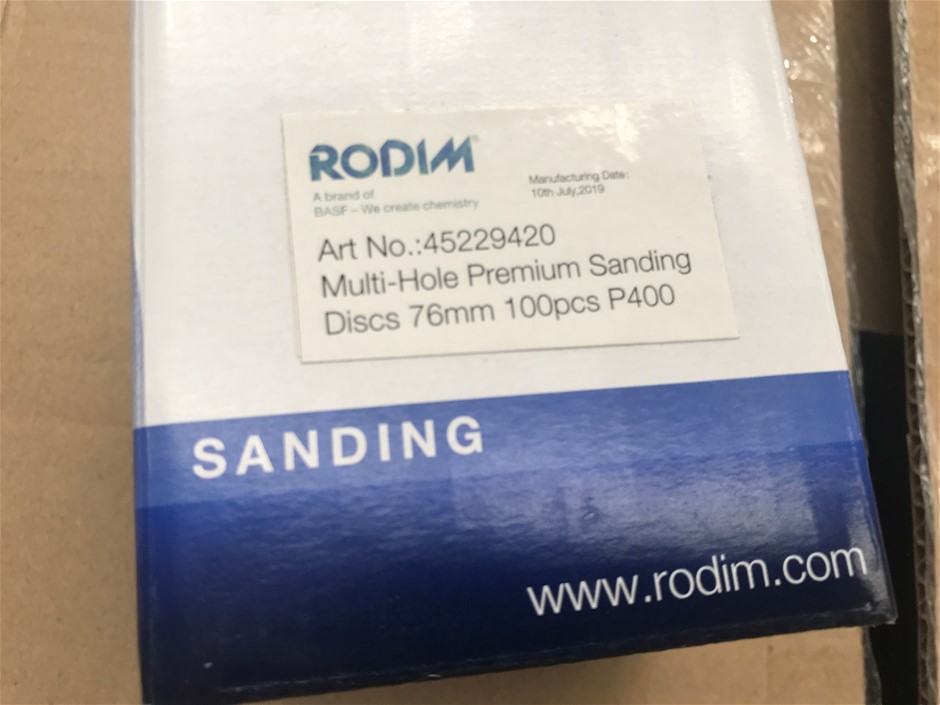 RODIM®
A brand of
BASF – We create chemistry
Manufacturing Date:
10th July,2019
Art No.:45229420
Multi-Hole Premium Sanding
Discs 76mm 100pcs P400
SANDING
www.rodim.com